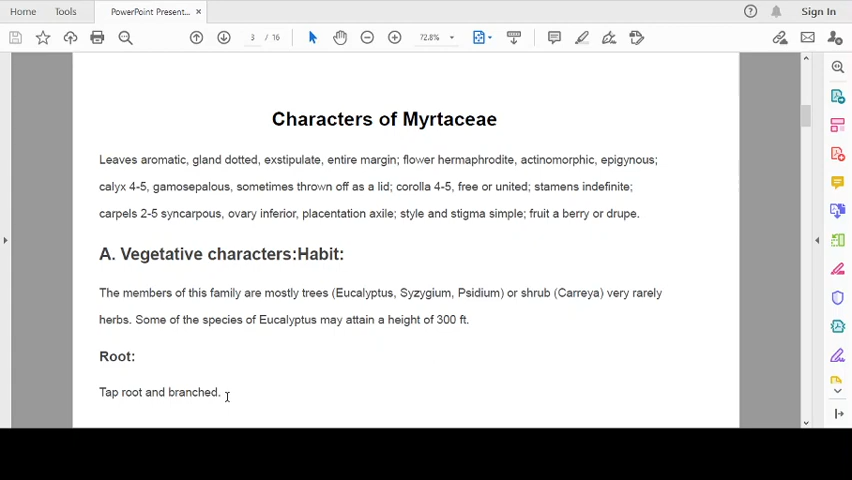 Home Tools PowerPoint Present... × Sign In
3 / 16 72.8%
Characters of Myrtaceae
Leaves aromatic, gland dotted, exstipulate, entire margin; flower hermaphrodite, actinomorphic, epigynous;
calyx 4-5, gamosepalous, sometimes thrown off as a lid; corolla 4-5, free or united; stamens indefinite;
carpels 2-5 syncarpous, ovary inferior, placentation axile; style and stigma simple; fruit a berry or drupe.
A. Vegetative characters:Habit:
The members of this family are mostly trees (Eucalyptus, Syzygium, Psidium) or shrub (Carreya) very rarely
herbs. Some of the species of Eucalyptus may attain a height of 300 ft.
Root:
Tap root and branched.